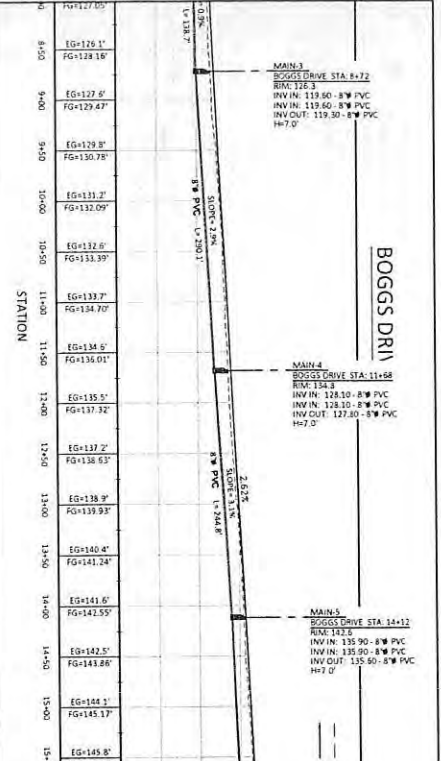 FG=127.05'
8+50
EG=126.1'
FG=128.16'
9+00
EG=127.6'
FG=129.47'
9+50
EG=129.8'
FG=130.78'
10+00
EG=131.2'
FG=132.09'
10+50
EG=132.6'
FG=133.39'
11+00
EG=133.7'
FG=134.70'
11+50
EG=134.6'
FG=136.01'
12+00
EG=135.5'
FG=137.32'
12+50
EG=137.2'
FG=138.63'
13+00
EG=138.9'
FG=139.93'
13+50
EG=140.4'
FG=141.24'
14+00
EG=141.6'
FG=142.55'
14+50
EG=142.5'
FG=143.86'
15+00
EG=144.1'
FG=145.17'
EG=145.8'
STATION
L= 138.7'
0.9%
8"Ø PVC L= 290.1'
SLOPE= 2.9%
8"Ø PVC L= 244.8'
SLOPE= 3.1%
2.62%
MAIN-3
BOGGS DRIVE STA: 8+72
RIM: 126.3
INV IN: 119.60 - 8"Ø PVC
INV IN: 119.60 - 8"Ø PVC
INV OUT: 119.30 - 8"Ø PVC
H=7.0'
BOGGS DRI
MAIN-4
BOGGS DRIVE STA: 11+68
RIM: 134.8
INV IN: 128.10 - 8"Ø PVC
INV IN: 128.10 - 8"Ø PVC
INV OUT: 127.80 - 8"Ø PVC
H=7.0'
MAIN-5
BOGGS DRIVE STA: 14+12
RIM: 142.6
INV IN: 135.90 - 8"Ø PVC
INV IN: 135.90 - 8"Ø PVC
INV OUT: 135.60 - 8"Ø PVC
H=7.0'